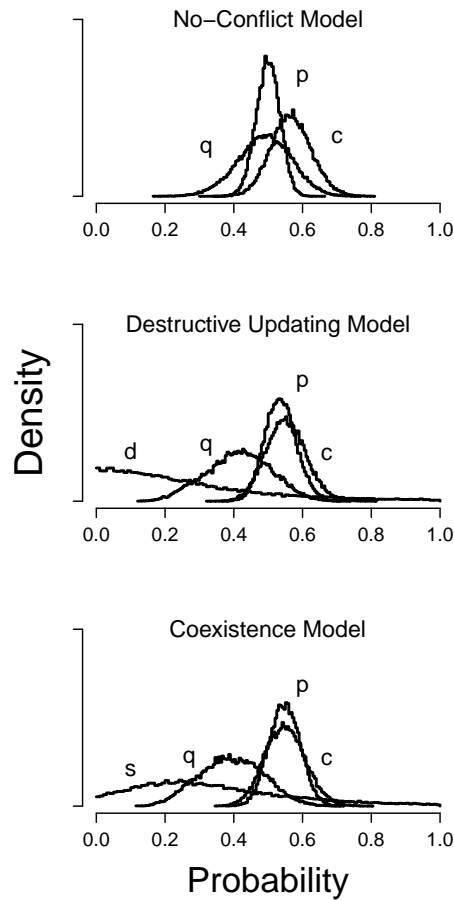 No−Conflict Model
p
q
c
0.0 0.2 0.4 0.6 0.8 1.0
Destructive Updating Model
p
d
q
c
0.0 0.2 0.4 0.6 0.8 1.0
Density
Coexistence Model
p
s
q
c
0.0 0.2 0.4 0.6 0.8 1.0
Probability